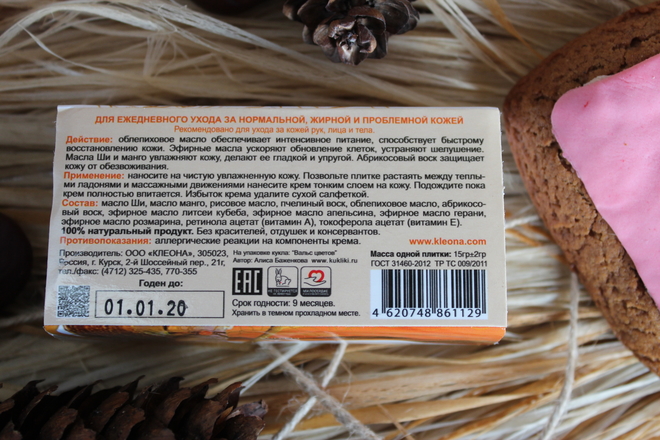 ДЛЯ ЕЖЕДНЕВНОГО УХОДА ЗА НОРМАЛЬНОЙ, ЖИРНОЙ И ПРОБЛЕМНОЙ КОЖЕЙ
Рекомендовано для ухода за кожей рук, лица и тела.
Действие: облепиховое масло обеспечивает интенсивное питание, способствует быстрому
восстановлению кожи. Эфирные масла ускоряют обновление клеток, устраняют шелушение.
Масла Ши и манго увлажняют кожу, делают ее гладкой и упругой. Абрикосовый воск защищает
кожу от обезвоживания.
Применение: наносите на чистую увлажненную кожу. Позвольте плитке растаять между теплы-
ми ладонями и массажными движениями нанесите крем тонким слоем на кожу. Подождите пока
крем полностью впитается. Избыток крема удалите сухой салфеткой.
Состав: масло Ши, масло манго, рисовое масло, пчелиный воск, облепиховое масло, абрикосо-
вый воск, эфирное масло литсеи кубеба, эфирное масло апельсина, эфирное масло герани,
эфирное масло розмарина, ретинола ацетат (витамин А), токоферола ацетат (витамин Е).
100% натуральный продукт. Без красителей, отдушек и консервантов.
Противопоказания: аллергические реакции на компоненты крема.
www.kleona.com
Производитель: ООО «КЛЕОНА», 305023,
Россия, г. Курск, 2-й Шоссейный пер., 21г,
тел./факс: (4712) 325-435, 770-355
На упаковке кукла: "Вальс цветов"
Автор: Алиса Баженова www.kukliki.ru
Масса одной плитки: 15гр±2гр
ГОСТ 31460-2012 ТР ТС 009/2011
Годен до:
01.01.20
EAC
Срок годности: 9 месяцев.
Хранить в темном прохладном месте.
4 620748 861129